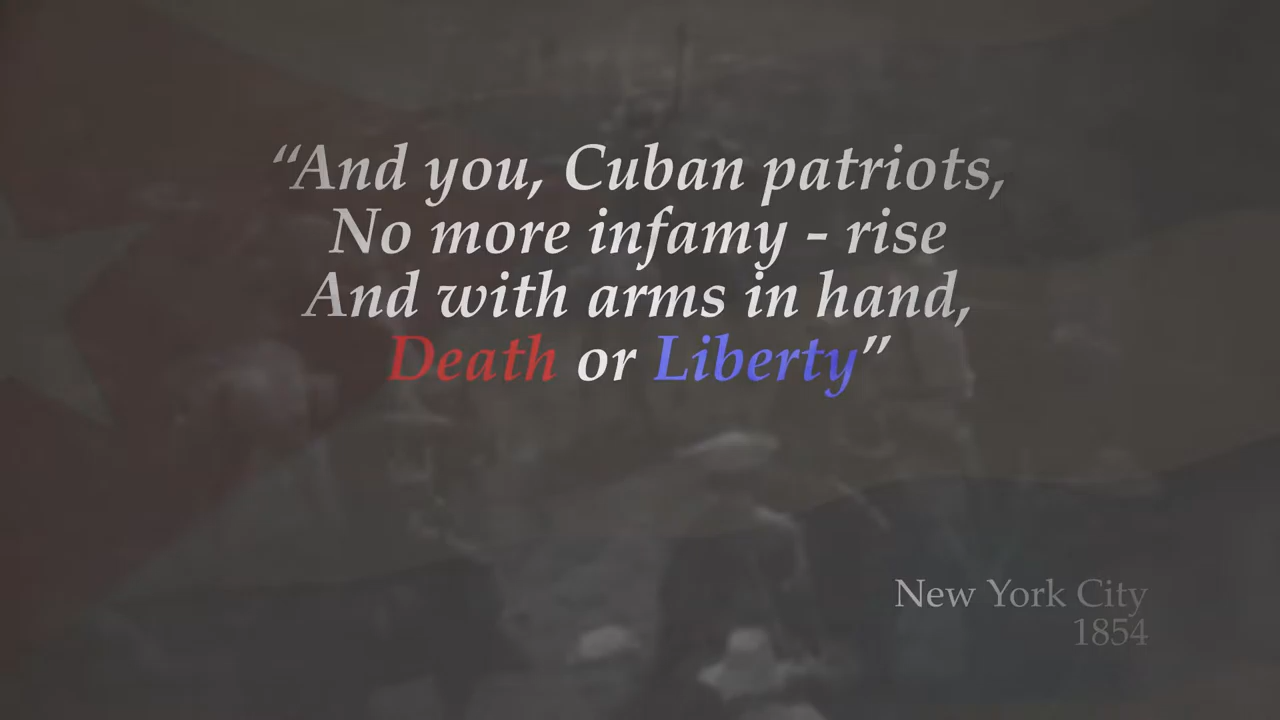 “And you, Cuban patriots,
No more infamy - rise
And with arms in hand,
Death or Liberty”
New York City
1854